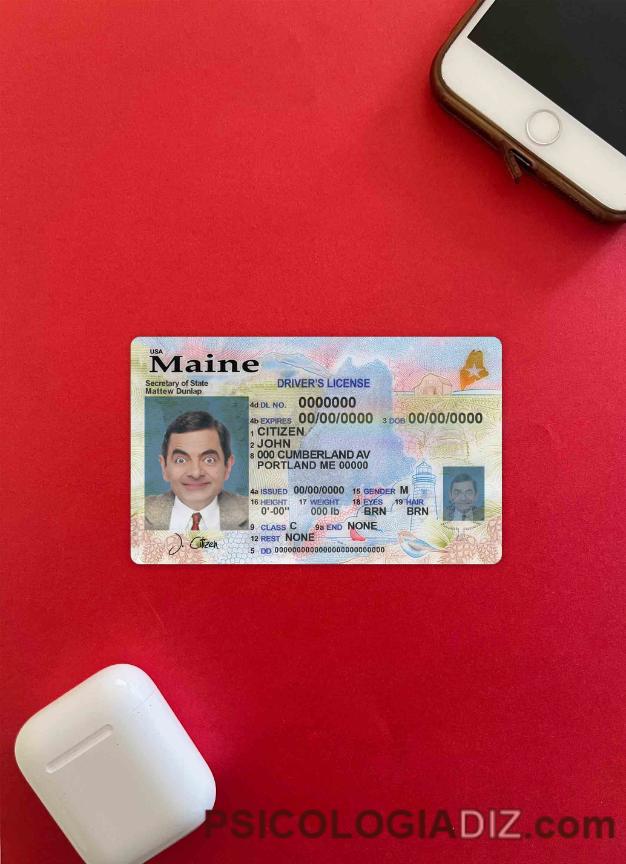 USA
Maine
Secretary of State
Mattew Dunlap
DRIVER'S LICENSE
4d DL NO. 0000000
4b EXPIRES 00/00/0000 3 DOB 00/00/0000
1 CITIZEN
2 JOHN
8 000 CUMBERLAND AV
PORTLAND ME 00000
4a ISSUED 00/00/0000 15 GENDER M
16 HEIGHT 17 WEIGHT 18 EYES 19 HAIR
0'-00" 000 lb BRN BRN
9 CLASS C 9a END NONE
12 REST NONE
J. Citizen
5 DD 0000000000000000000000000
PSICOLOGIADIZ.com